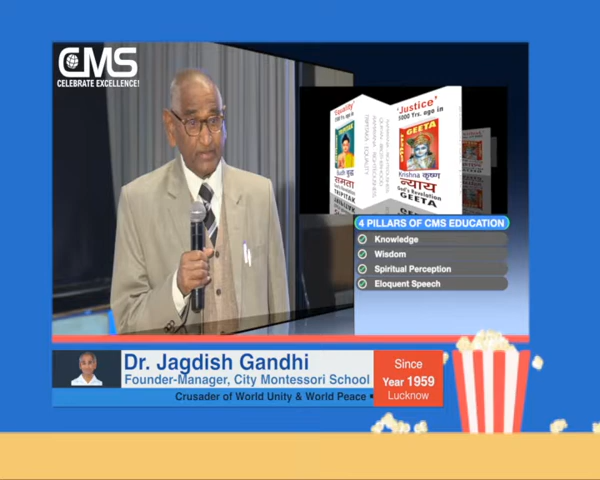 CMS
CELEBRATE EXCELLENCE!
'Equality'
'Justice'
5000 Yrs. ago in
GEETA
Krishna कृष्ण
Buddh बुद्ध
समता
न्याय
God's Revelation
GEETA
4 PILLARS OF CMS EDUCATION
Knowledge
Wisdom
Spiritual Perception
Eloquent Speech
Dr. Jagdish Gandhi
Founder-Manager, City Montessori School
Crusader of World Unity & World Peace
Since
Year 1959
Lucknow